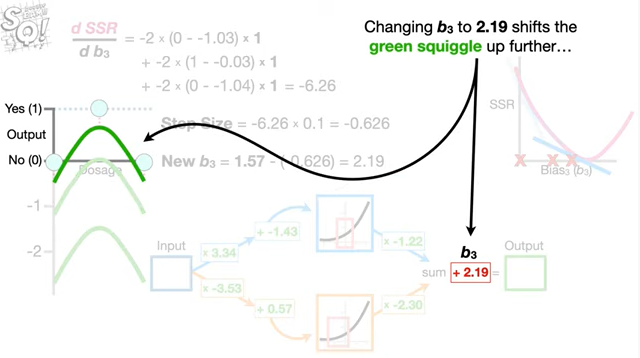 Changing b₃ to 2.19 shifts the
green squiggle up further...
d SSR
d b₃
= -2 × (0 - -1.03) × 1
+ -2 × (1 - -0.03) × 1
+ -2 × (0 - -1.04) × 1 = -6.26
Step Size = -6.26 × 0.1 = -0.626
New b₃ = 1.57 - (-0.626) = 2.19
Yes (1)
Output
No (0)
Dosage
-1
-2
SSR
Bias₃ (b₃)
Input
× 3.34
+ -1.43
× -1.22
× -3.53
+ 0.57
× -2.30
b₃
sum + 2.19 =
Output